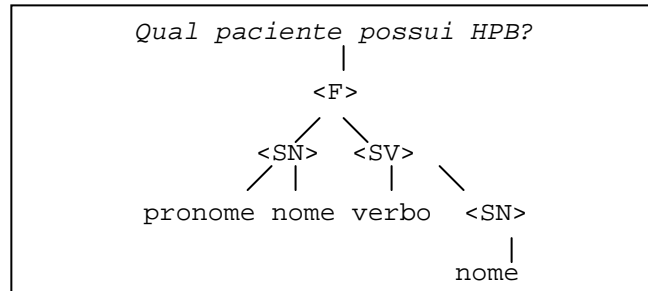 Qual paciente possui HPB?
<F>
<SN> <SV>
pronome nome verbo <SN>
nome